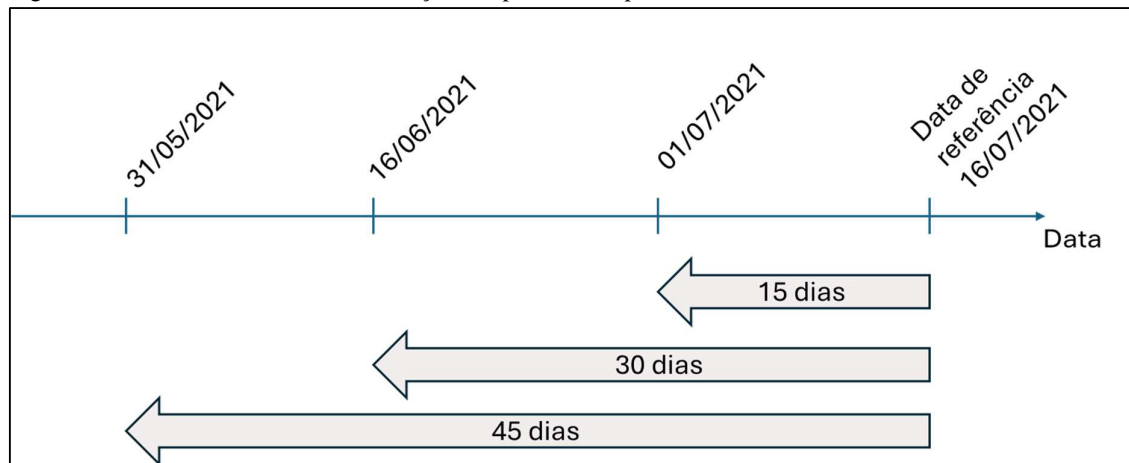 31/05/2021
16/06/2021
01/07/2021
Data de
referência
16/07/2021
Data
15 dias
30 dias
45 dias